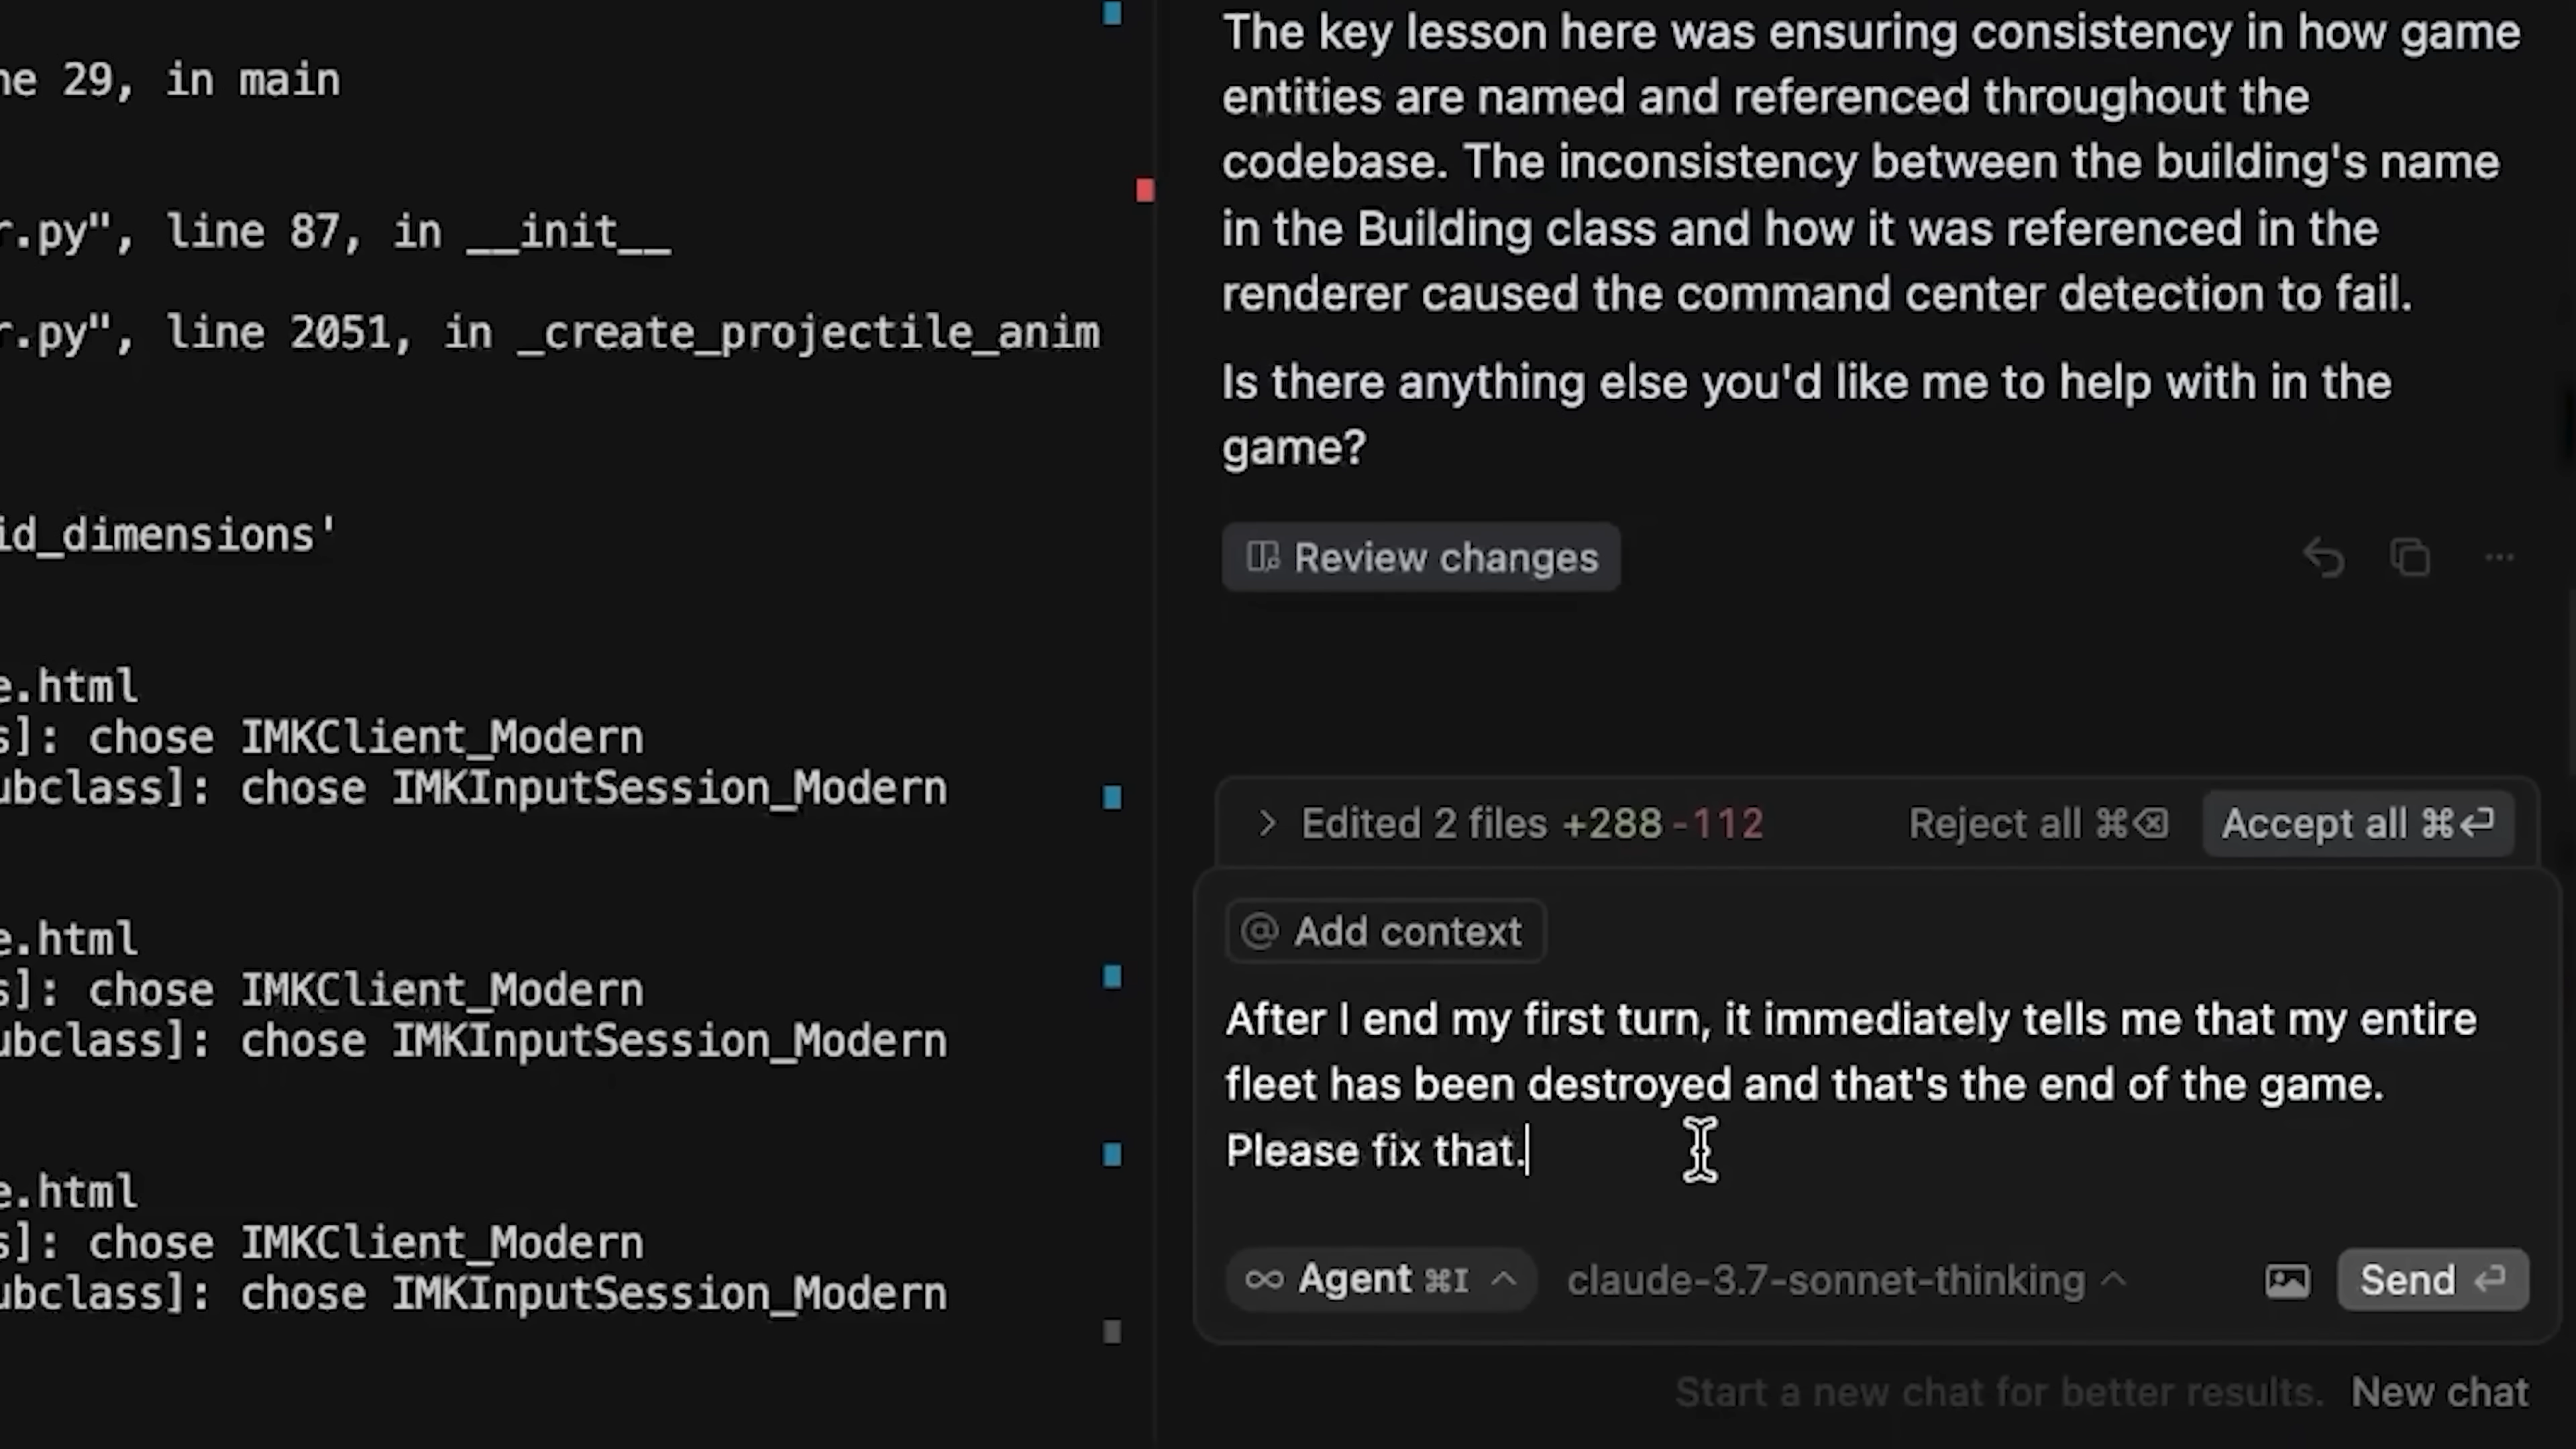 ne 29, in main
r.py", line 87, in __init__
r.py", line 2051, in _create_projectile_anim
id_dimensions'
e.html
s]: chose IMKClient_Modern
ubclass]: chose IMKInputSession_Modern
e.html
s]: chose IMKClient_Modern
ubclass]: chose IMKInputSession_Modern
e.html
s]: chose IMKClient_Modern
ubclass]: chose IMKInputSession_Modern
The key lesson here was ensuring consistency in how game
entities are named and referenced throughout the
codebase. The inconsistency between the building's name
in the Building class and how it was referenced in the
renderer caused the command center detection to fail.
Is there anything else you'd like me to help with in the
game?
Review changes
Edited 2 files +288 -112 Reject all ⌘⌫ Accept all ⌘⏎
@ Add context
After I end my first turn, it immediately tells me that my entire
fleet has been destroyed and that's the end of the game.
Please fix that.
∞ Agent ⌘I claude-3.7-sonnet-thinking Send ⏎
Start a new chat for better results. New chat